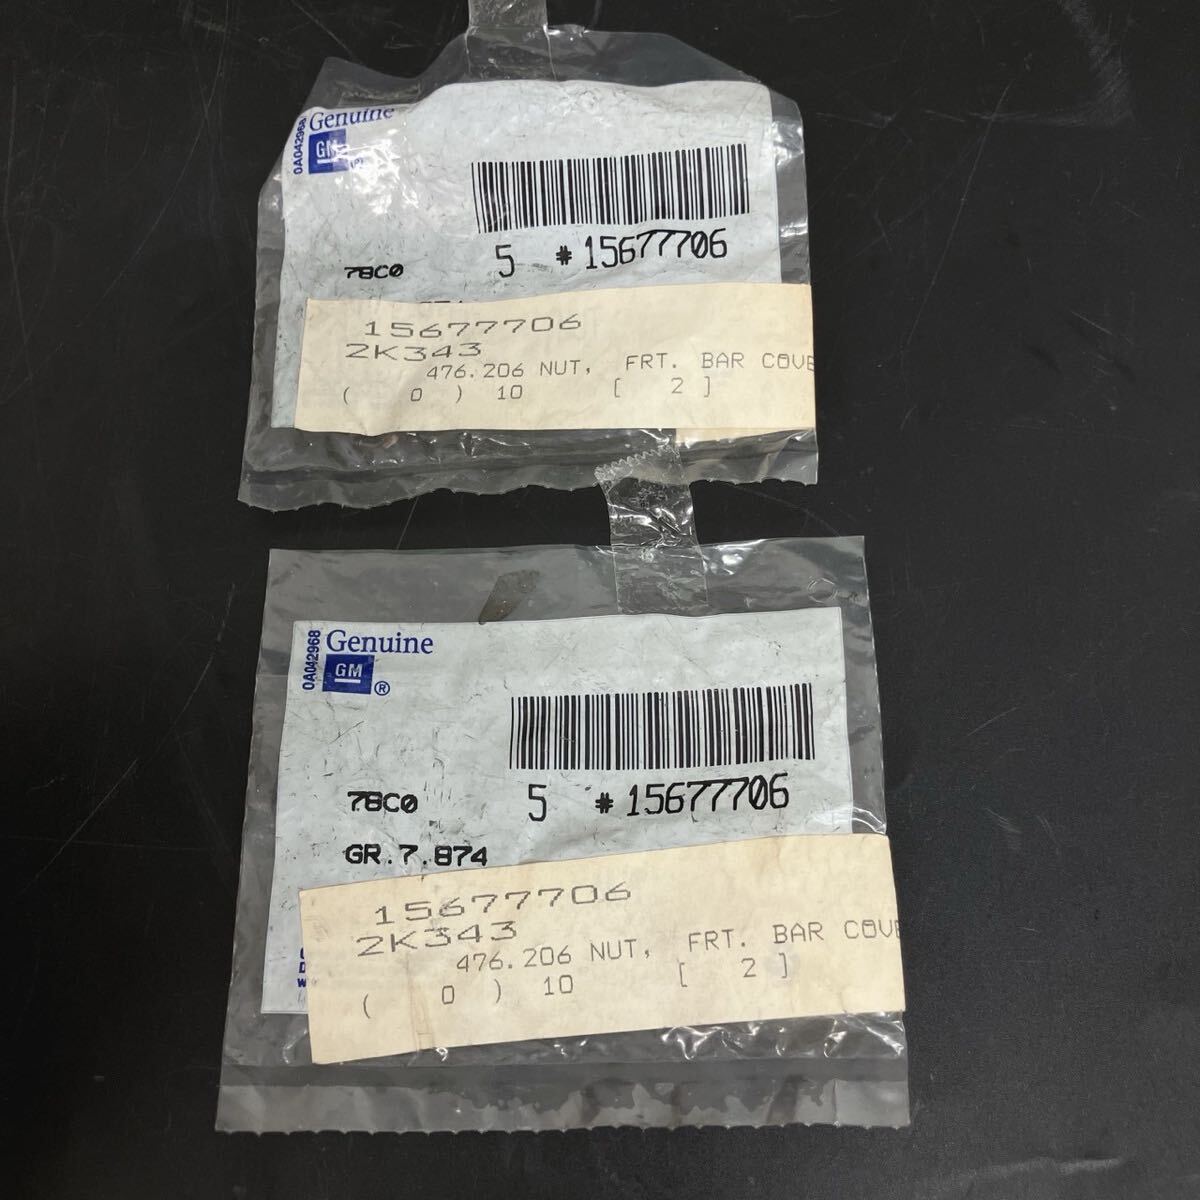 0A042968
Genuine
GM
®
78C0
5 *15677706
15677706
2K343
476.206 NUT, FRT. BAR COVE
( 0 ) 10 [ 2 ]
0A042968
Genuine
GM
®
78C0
5 *15677706
GR.7.874
15677706
2K343
476.206 NUT, FRT. BAR COVE
( 0 ) 10 [ 2 ]